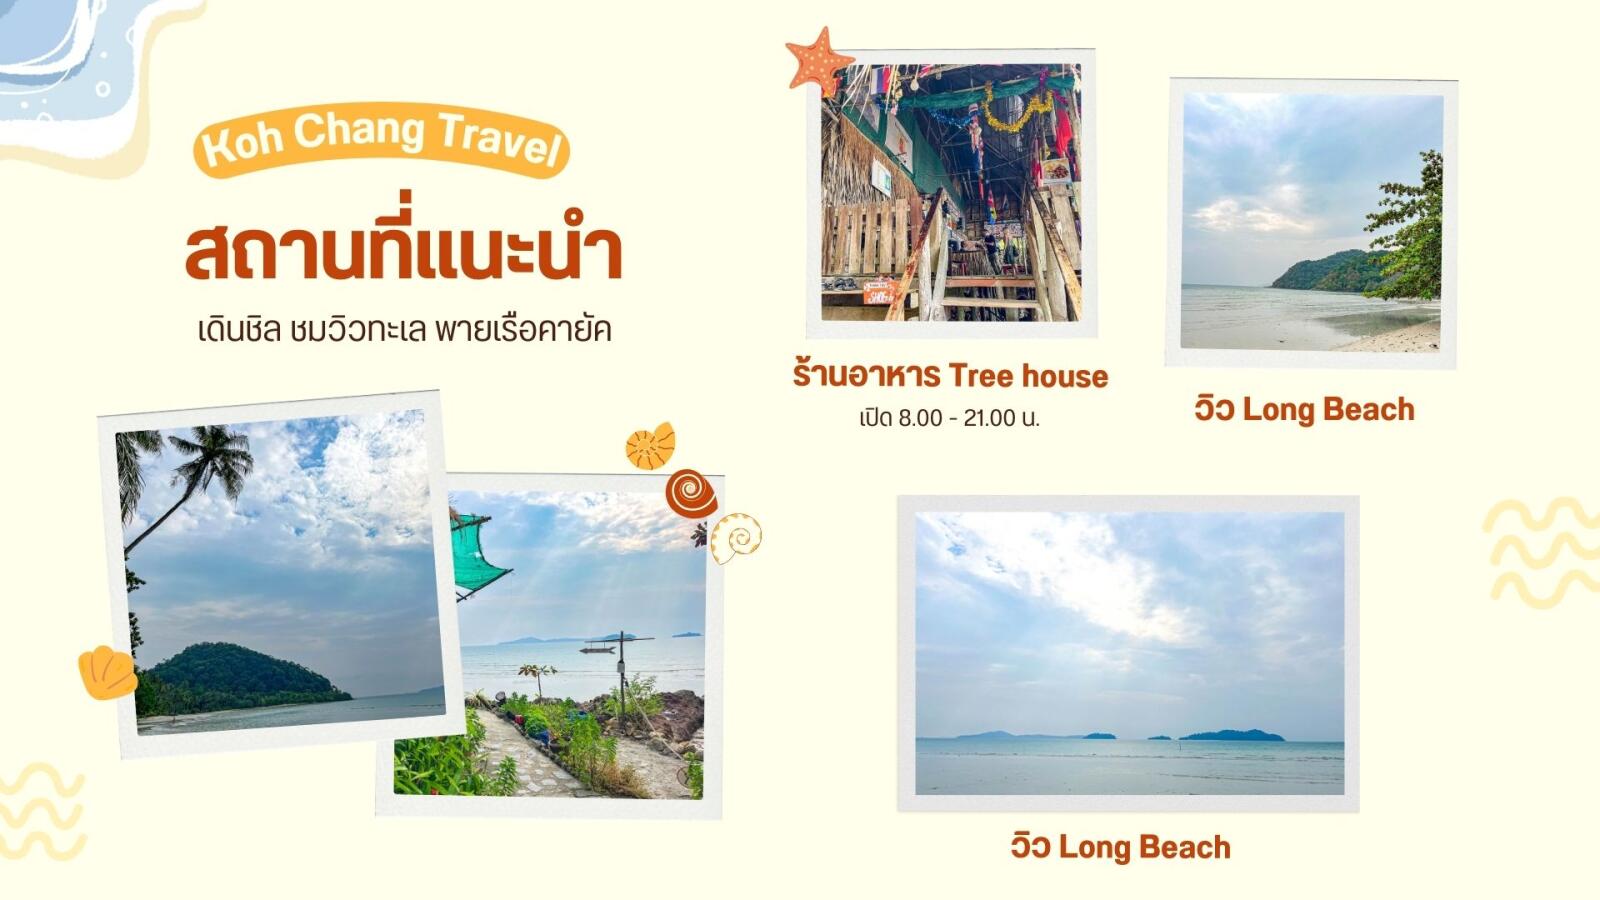 Koh Chang Travel
สถานที่แนะนำ
เดินชิล ชมวิวทะเล พายเรือคายัค
ร้านอาหาร Tree house
เปิด 8.00 - 21.00 น.
วิว Long Beach
วิว Long Beach